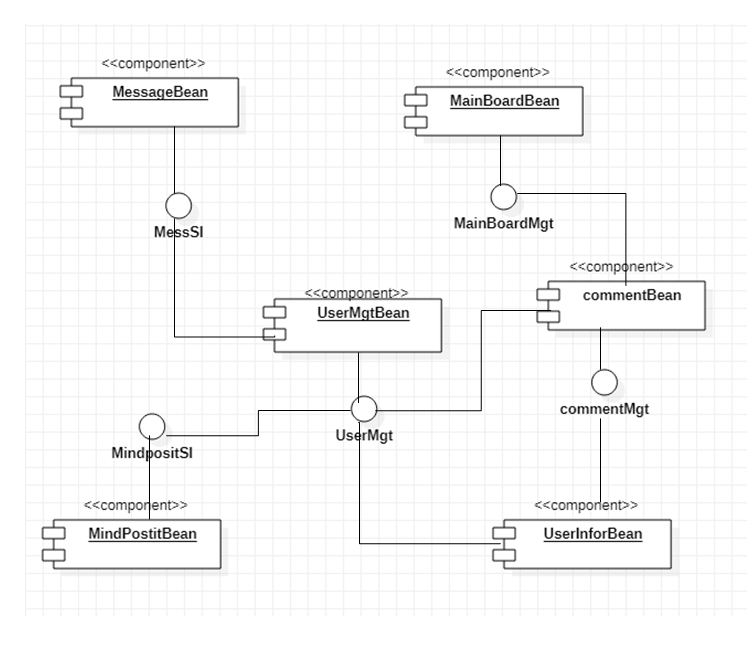 <<component>>
MessageBean
<<component>>
MainBoardBean
MessSI
MainBoardMgt
<<component>>
commentBean
<<component>>
UserMgtBean
commentMgt
UserMgt
MindpositSI
<<component>>
MindPostitBean
<<component>>
UserInforBean